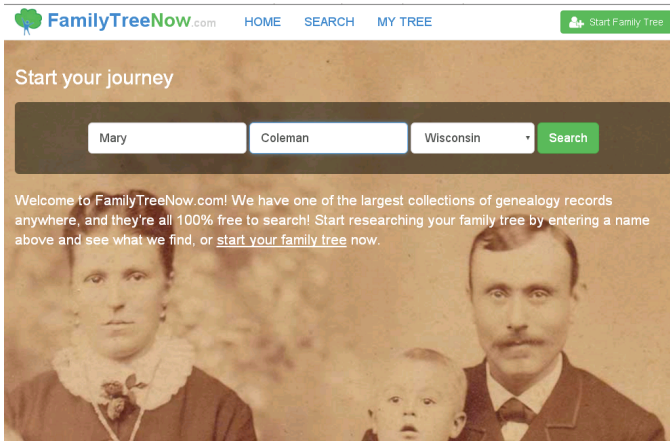 FamilyTreeNow.com HOME SEARCH MY TREE Start Family Tree
Start your journey
Mary Coleman Wisconsin Search
Welcome to FamilyTreeNow.com! We have one of the largest collections of genealogy records
anywhere, and they're all 100% free to search! Start researching your family tree by entering a name
above and see what we find, or start your family tree now.